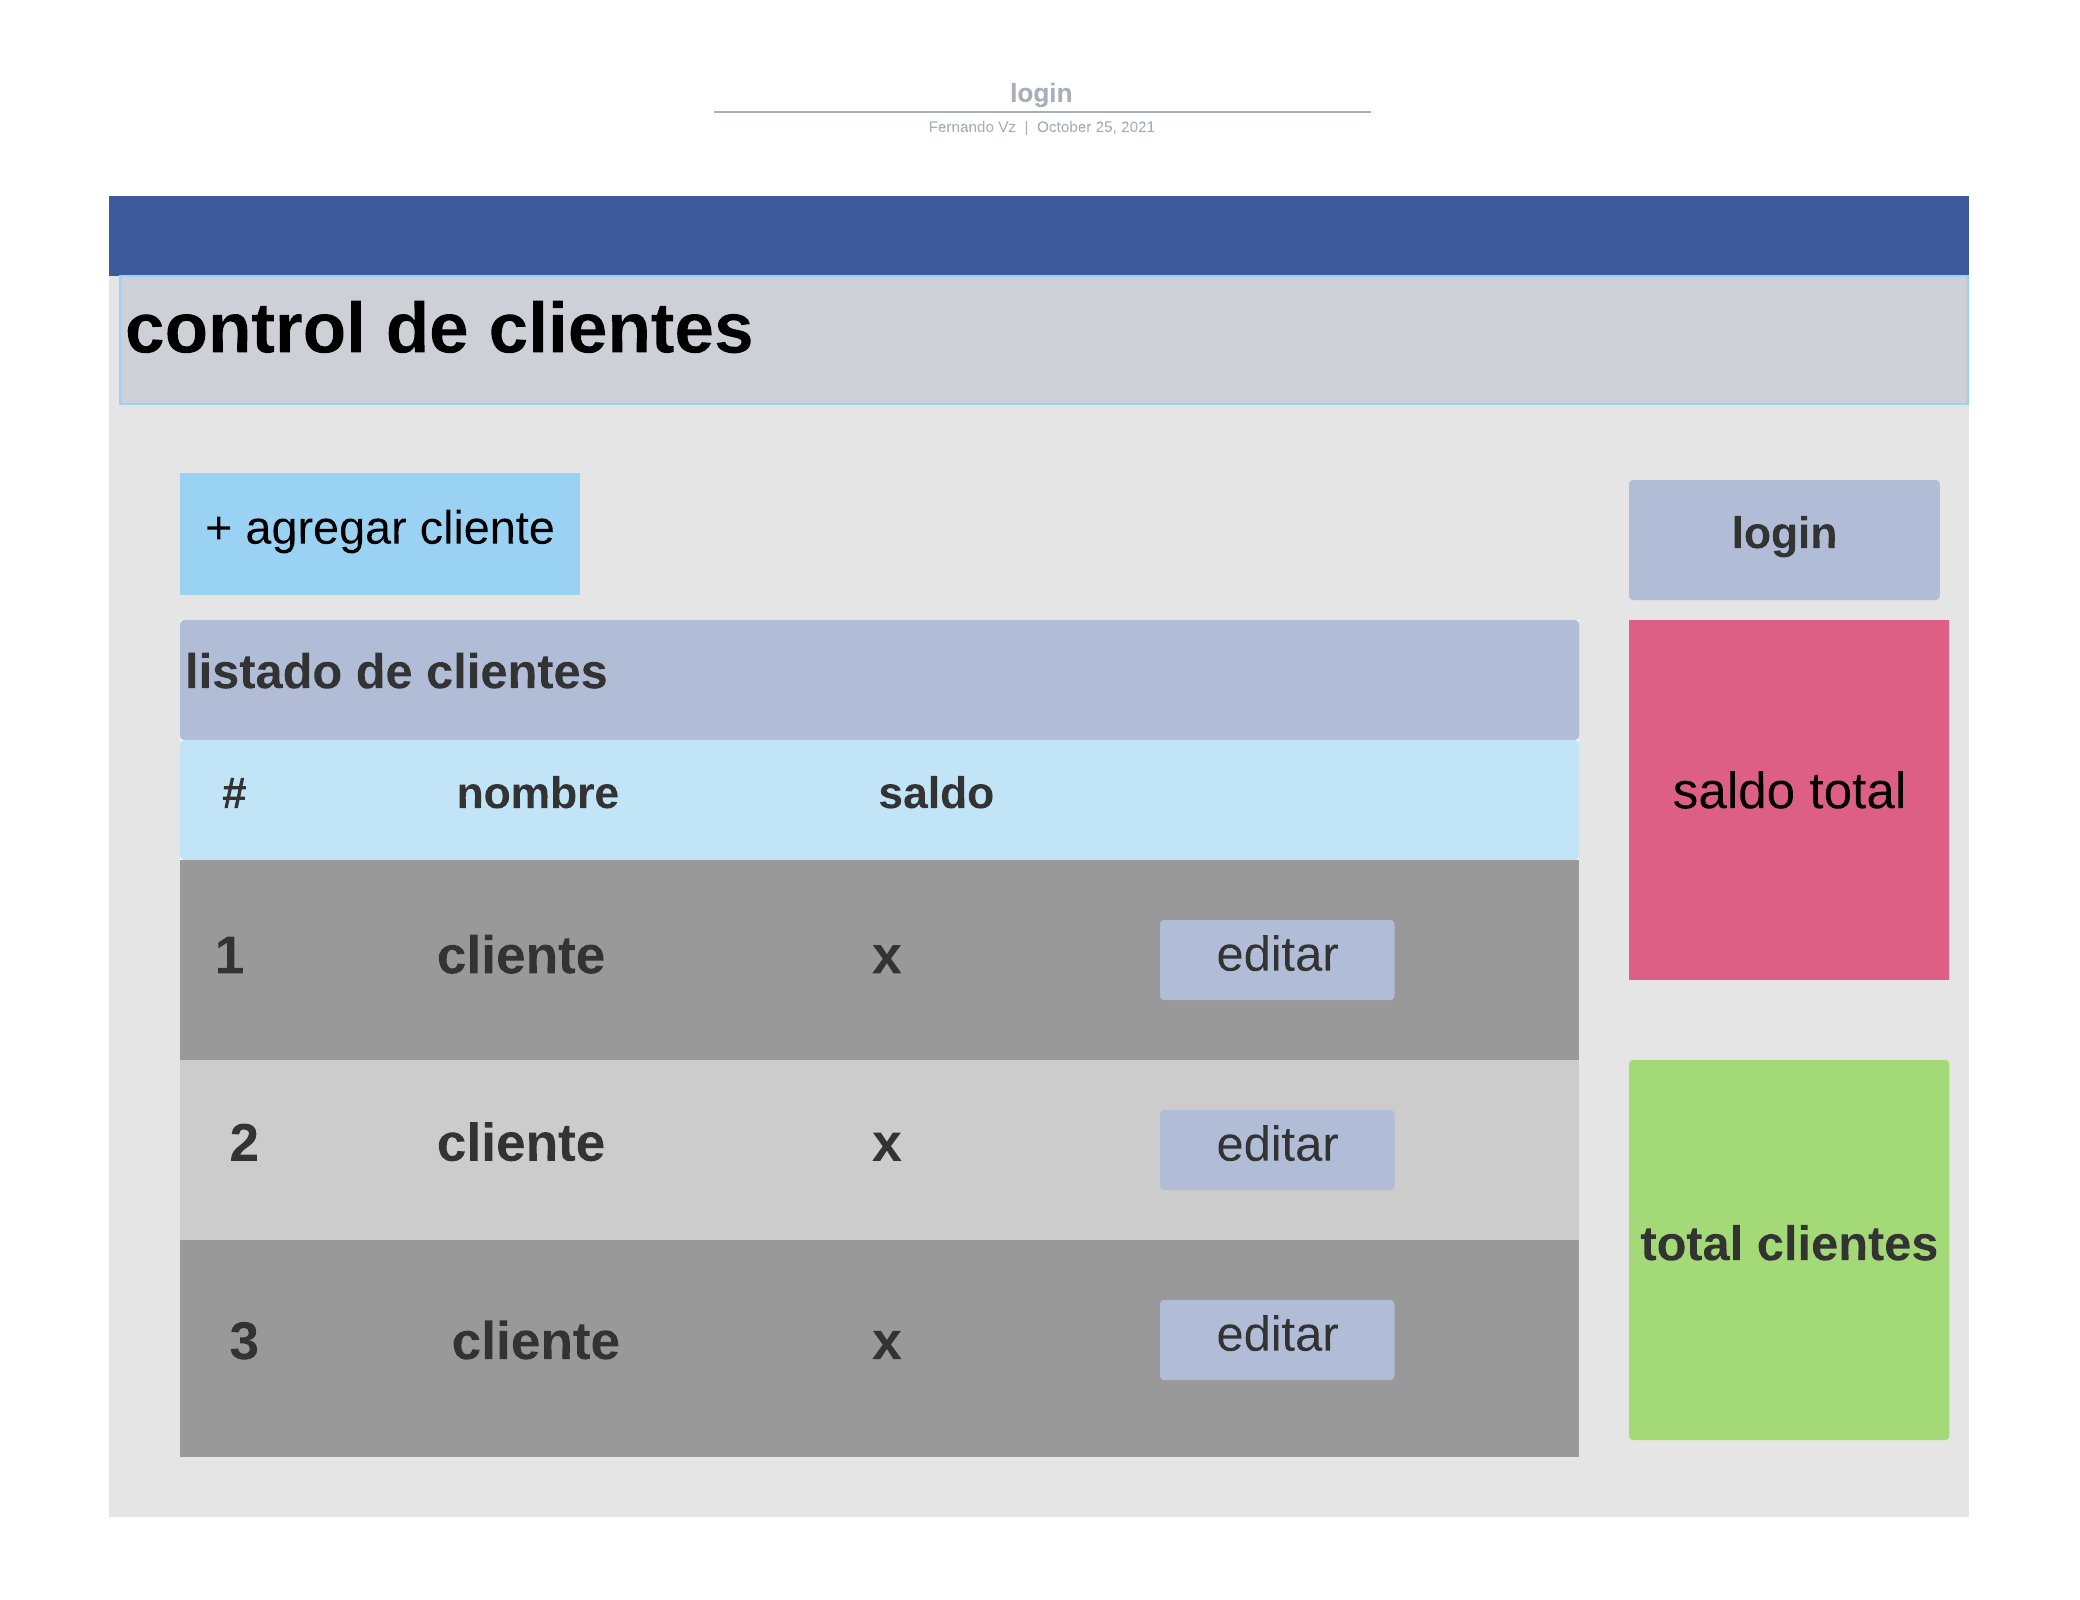 login
Fernando Vz | October 25, 2021
control de clientes
+ agregar cliente
login
listado de clientes
# nombre saldo
saldo total
1 cliente x editar
2 cliente x editar
total clientes
3 cliente x editar